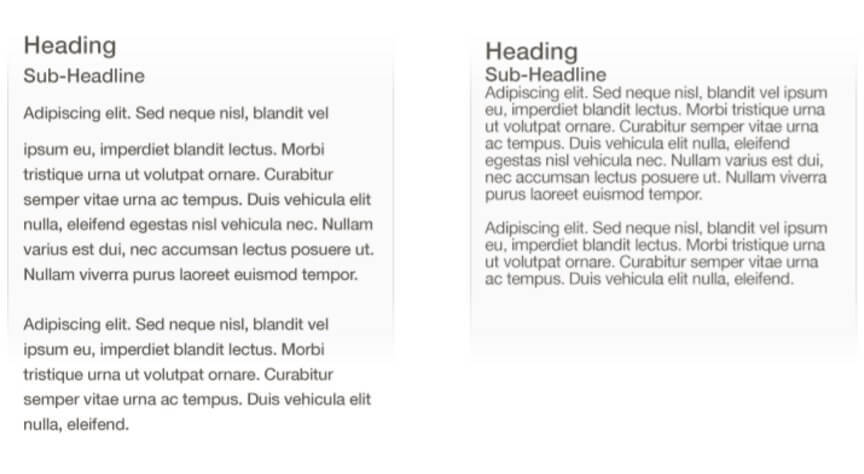 Heading
Sub-Headline
Adipiscing elit. Sed neque nisl, blandit vel
ipsum eu, imperdiet blandit lectus. Morbi
tristique urna ut volutpat ornare. Curabitur
semper vitae urna ac tempus. Duis vehicula elit
nulla, eleifend egestas nisl vehicula nec. Nullam
varius est dui, nec accumsan lectus posuere ut.
Nullam viverra purus laoreet euismod tempor.
Adipiscing elit. Sed neque nisl, blandit vel
ipsum eu, imperdiet blandit lectus. Morbi
tristique urna ut volutpat ornare. Curabitur
semper vitae urna ac tempus. Duis vehicula elit
nulla, eleifend.
Heading
Sub-Headline
Adipiscing elit. Sed neque nisl, blandit vel ipsum
eu, imperdiet blandit lectus. Morbi tristique urna
ut volutpat ornare. Curabitur semper vitae urna
ac tempus. Duis vehicula elit nulla, eleifend
egestas nisl vehicula nec. Nullam varius est dui,
nec accumsan lectus posuere ut. Nullam viverra
purus laoreet euismod tempor.
Adipiscing elit. Sed neque nisl, blandit vel ipsum
eu, imperdiet blandit lectus. Morbi tristique urna
ut volutpat ornare. Curabitur semper vitae urna
ac tempus. Duis vehicula elit nulla, eleifend.